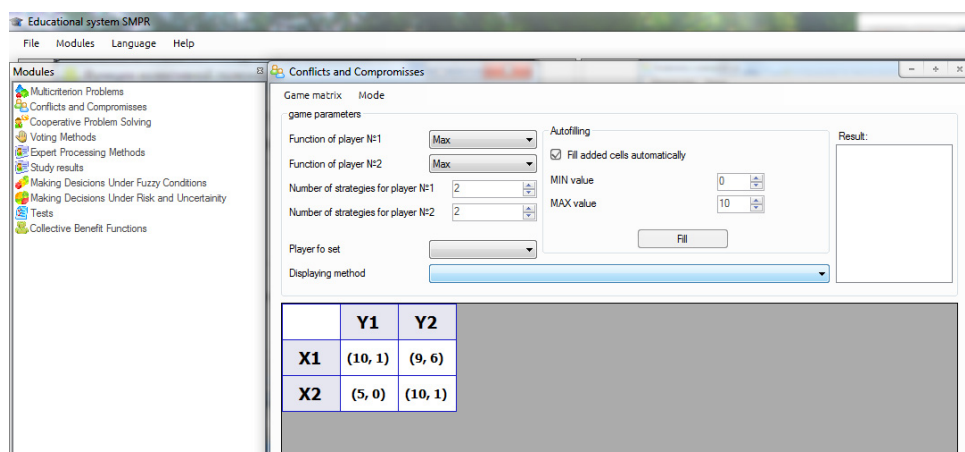 Educational system SMPR
File Modules Language Help
Modules
Multicriterion Problems
Conflicts and Compromises
Cooperative Problem Solving
Voting Methods
Expert Processing Methods
Study results
Making Desicions Under Fuzzy Conditions
Making Decisions Under Risk and Uncertainity
Tests
Collective Benefit Functions
Conflicts and Compromisses
Game matrix Mode
game parameters
Function of player №1 Max
Function of player №2 Max
Number of strategies for player №1 2
Number of strategies for player №2 2
Player fo set
Displaying method
Autofilling
Fill added cells automatically
MIN value 0
MAX value 10
Fill
Result:
Y1 Y2
X1 (10, 1) (9, 6)
X2 (5, 0) (10, 1)